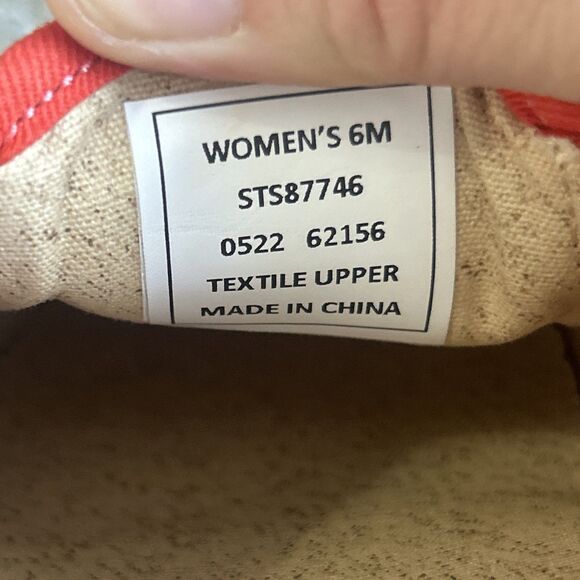 WOMEN'S 6M
STS87746
0522 62156
TEXTILE UPPER
MADE IN CHINA